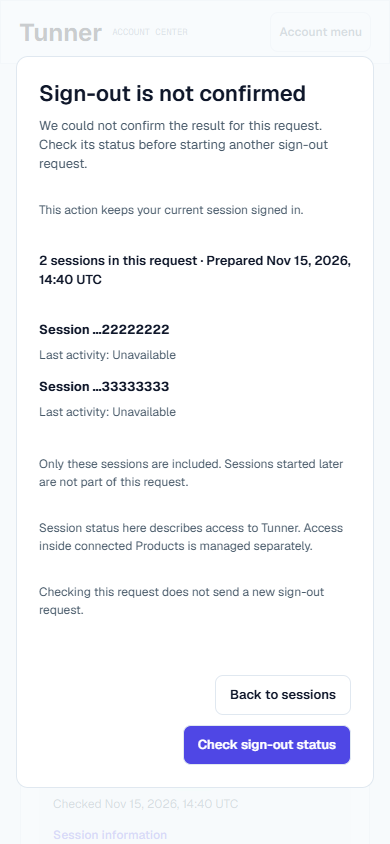 Tunner ACCOUNT CENTER Account menu
Sign-out is not confirmed
We could not confirm the result for this request.
Check its status before starting another sign-out
request.
This action keeps your current session signed in.
2 sessions in this request · Prepared Nov 15, 2026,
14:40 UTC
Session …22222222
Last activity: Unavailable
Session …33333333
Last activity: Unavailable
Only these sessions are included. Sessions started later
are not part of this request.
Session status here describes access to Tunner. Access
inside connected Products is managed separately.
Checking this request does not send a new sign-out
request.
Back to sessions
Check sign-out status
Checked Nov 15, 2026, 14:40 UTC
Session information